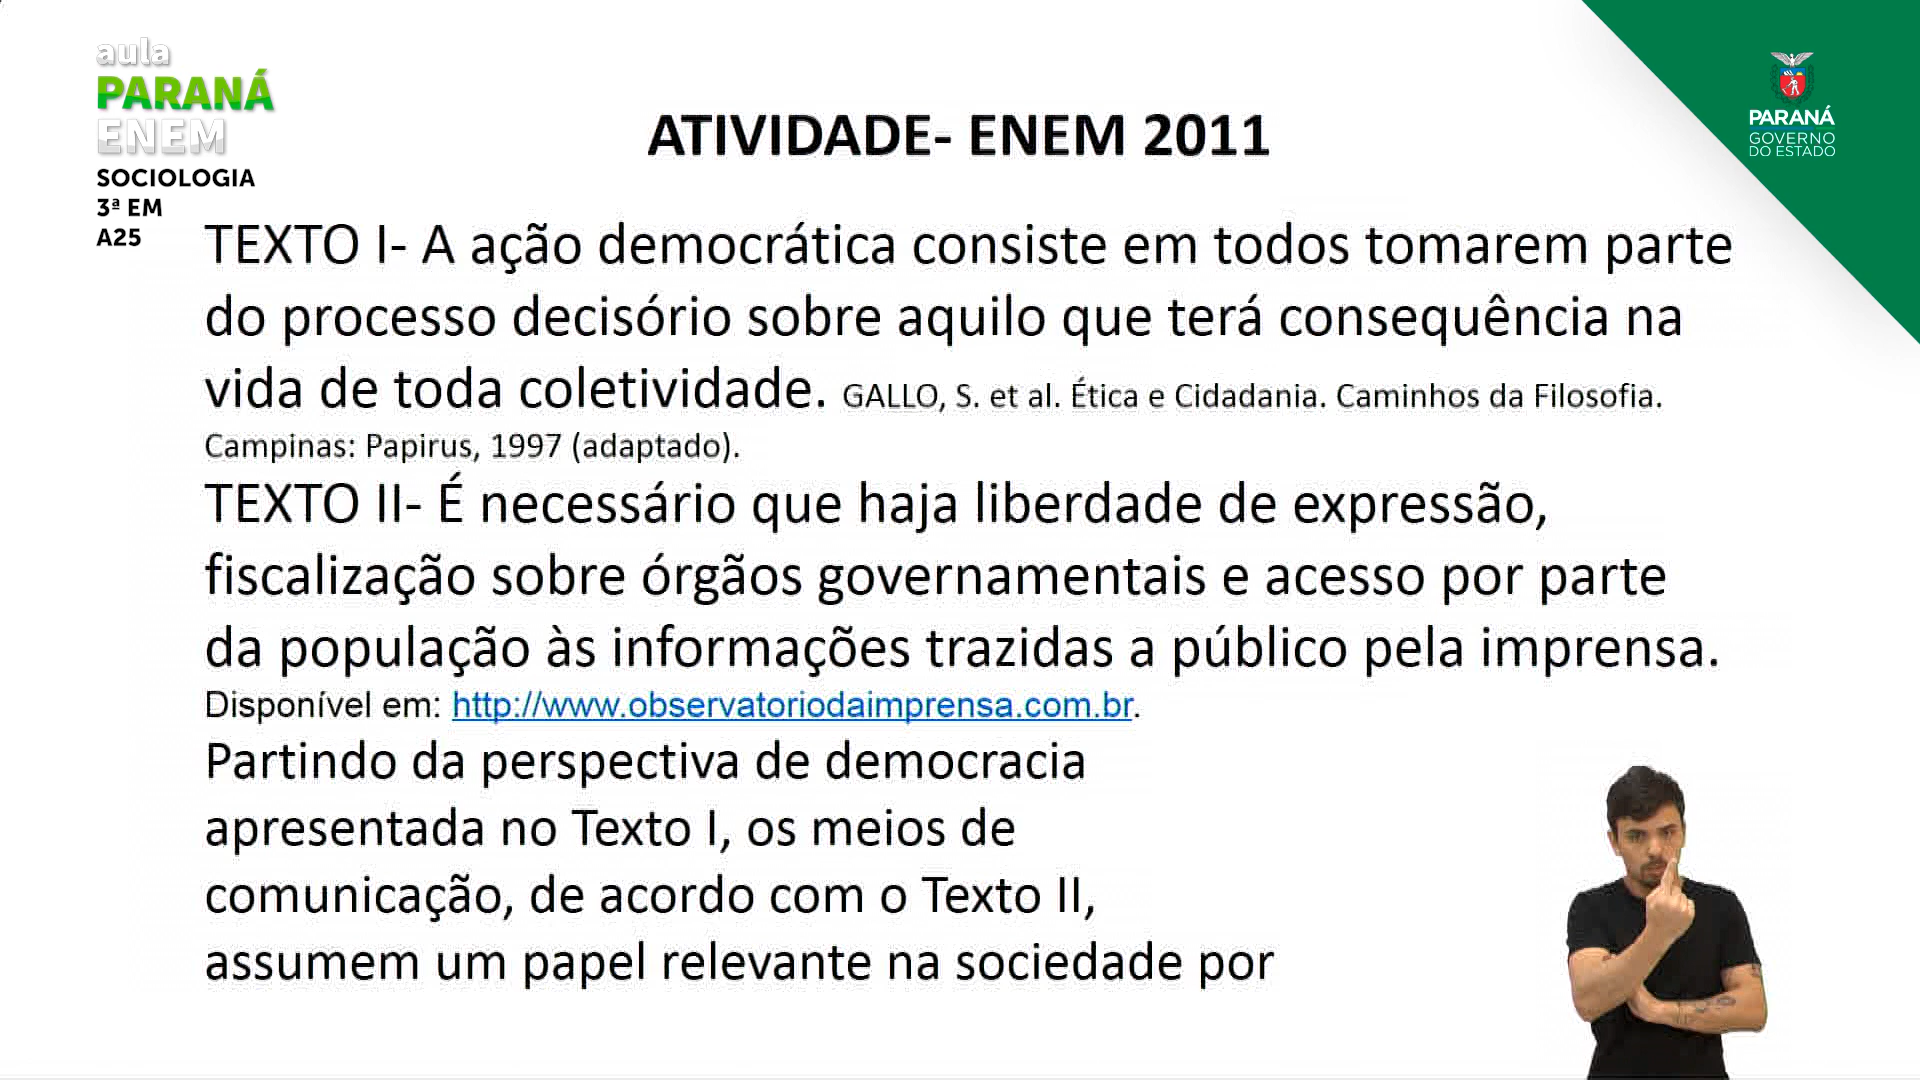 aula
PARANÁ
ENEM
SOCIOLOGIA
3ª EM
A25
PARANÁ
GOVERNO
DO ESTADO
ATIVIDADE- ENEM 2011
TEXTO I- A ação democrática consiste em todos tomarem parte
do processo decisório sobre aquilo que terá consequência na
vida de toda coletividade. GALLO, S. et al. Ética e Cidadania. Caminhos da Filosofia.
Campinas: Papirus, 1997 (adaptado).
TEXTO II- É necessário que haja liberdade de expressão,
fiscalização sobre órgãos governamentais e acesso por parte
da população às informações trazidas a público pela imprensa.
Disponível em: http://www.observatoriodaimprensa.com.br.
Partindo da perspectiva de democracia
apresentada no Texto I, os meios de
comunicação, de acordo com o Texto II,
assumem um papel relevante na sociedade por